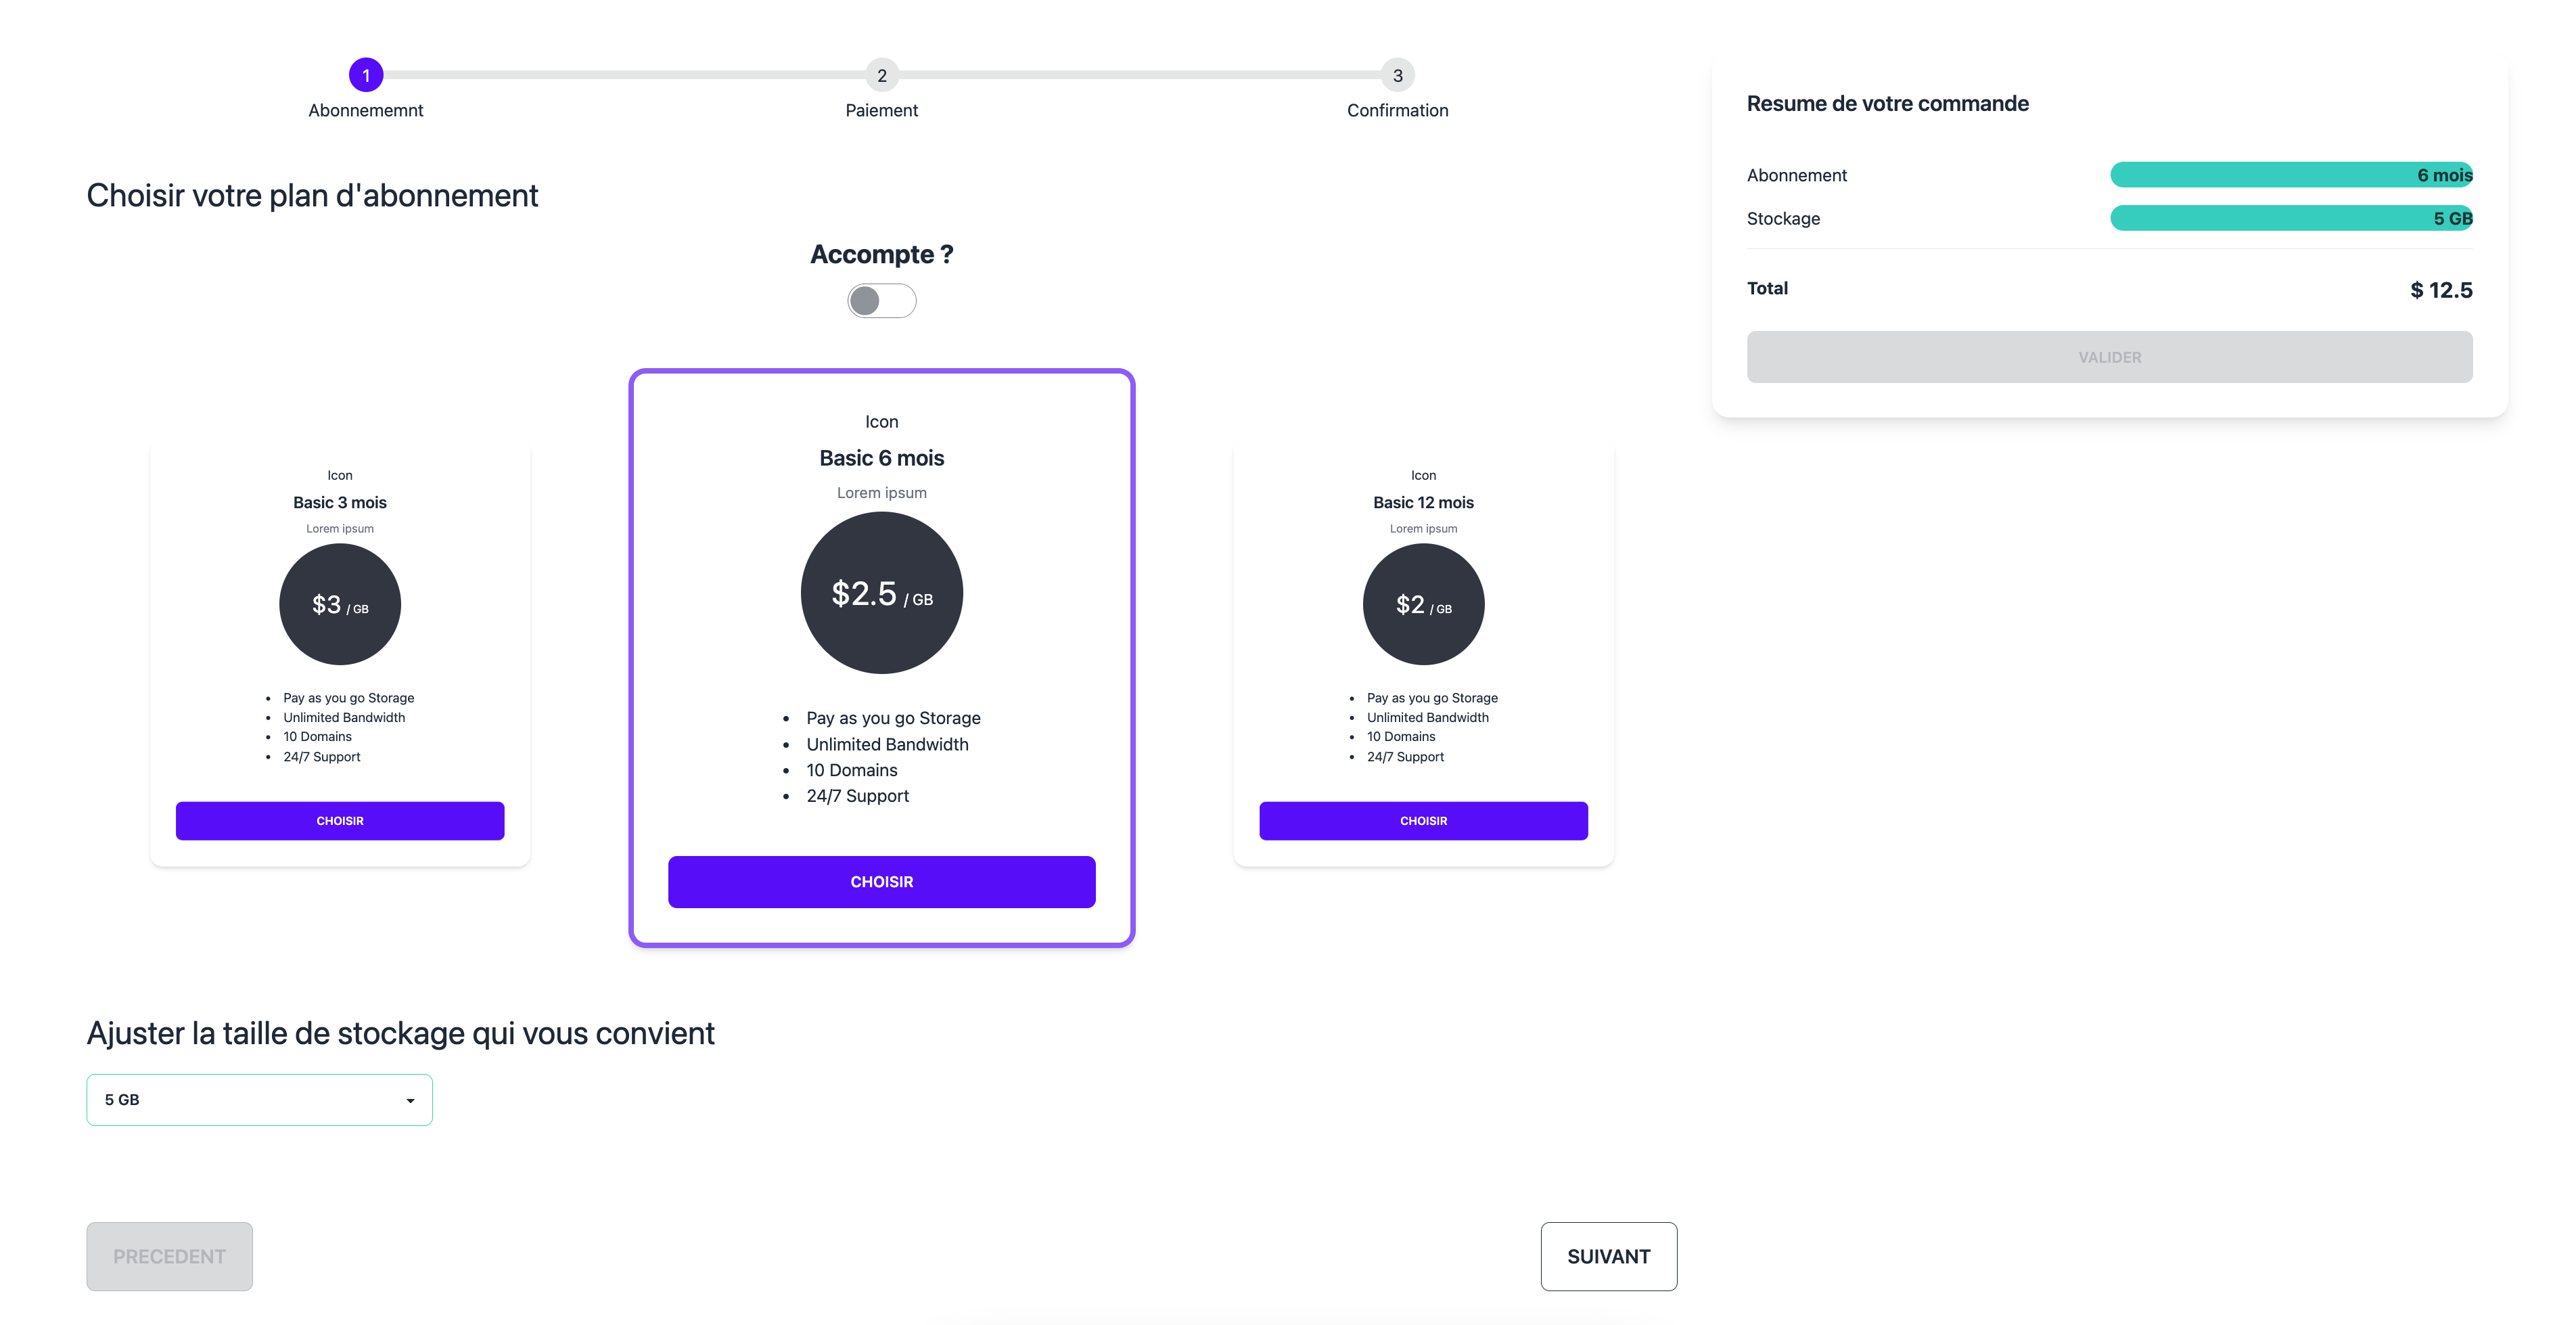 1
2
3
Abonnememnt
Paiement
Confirmation
Choisir votre plan d'abonnement
Accompte ?
Icon
Basic 3 mois
Lorem ipsum
$3 / GB
Pay as you go Storage
Unlimited Bandwidth
10 Domains
24/7 Support
CHOISIR
Icon
Basic 6 mois
Lorem ipsum
$2.5 / GB
Pay as you go Storage
Unlimited Bandwidth
10 Domains
24/7 Support
CHOISIR
Icon
Basic 12 mois
Lorem ipsum
$2 / GB
Pay as you go Storage
Unlimited Bandwidth
10 Domains
24/7 Support
CHOISIR
Ajuster la taille de stockage qui vous convient
5 GB
PRECEDENT
SUIVANT
Resume de votre commande
Abonnement 6 mois
Stockage 5 GB
Total $ 12.5
VALIDER